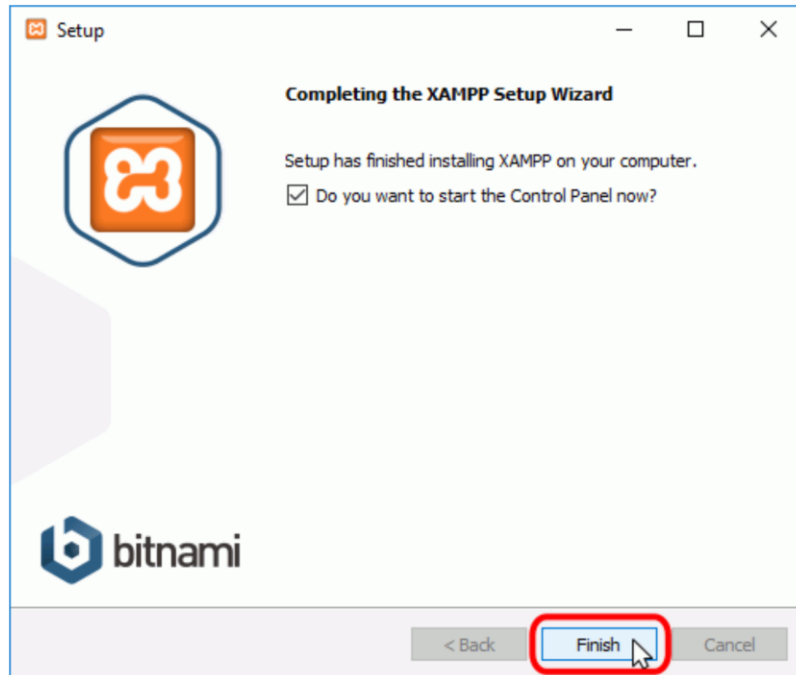 Setup
Completing the XAMPP Setup Wizard
Setup has finished installing XAMPP on your computer.
Do you want to start the Control Panel now?
bitnami
< Back Finish Cancel